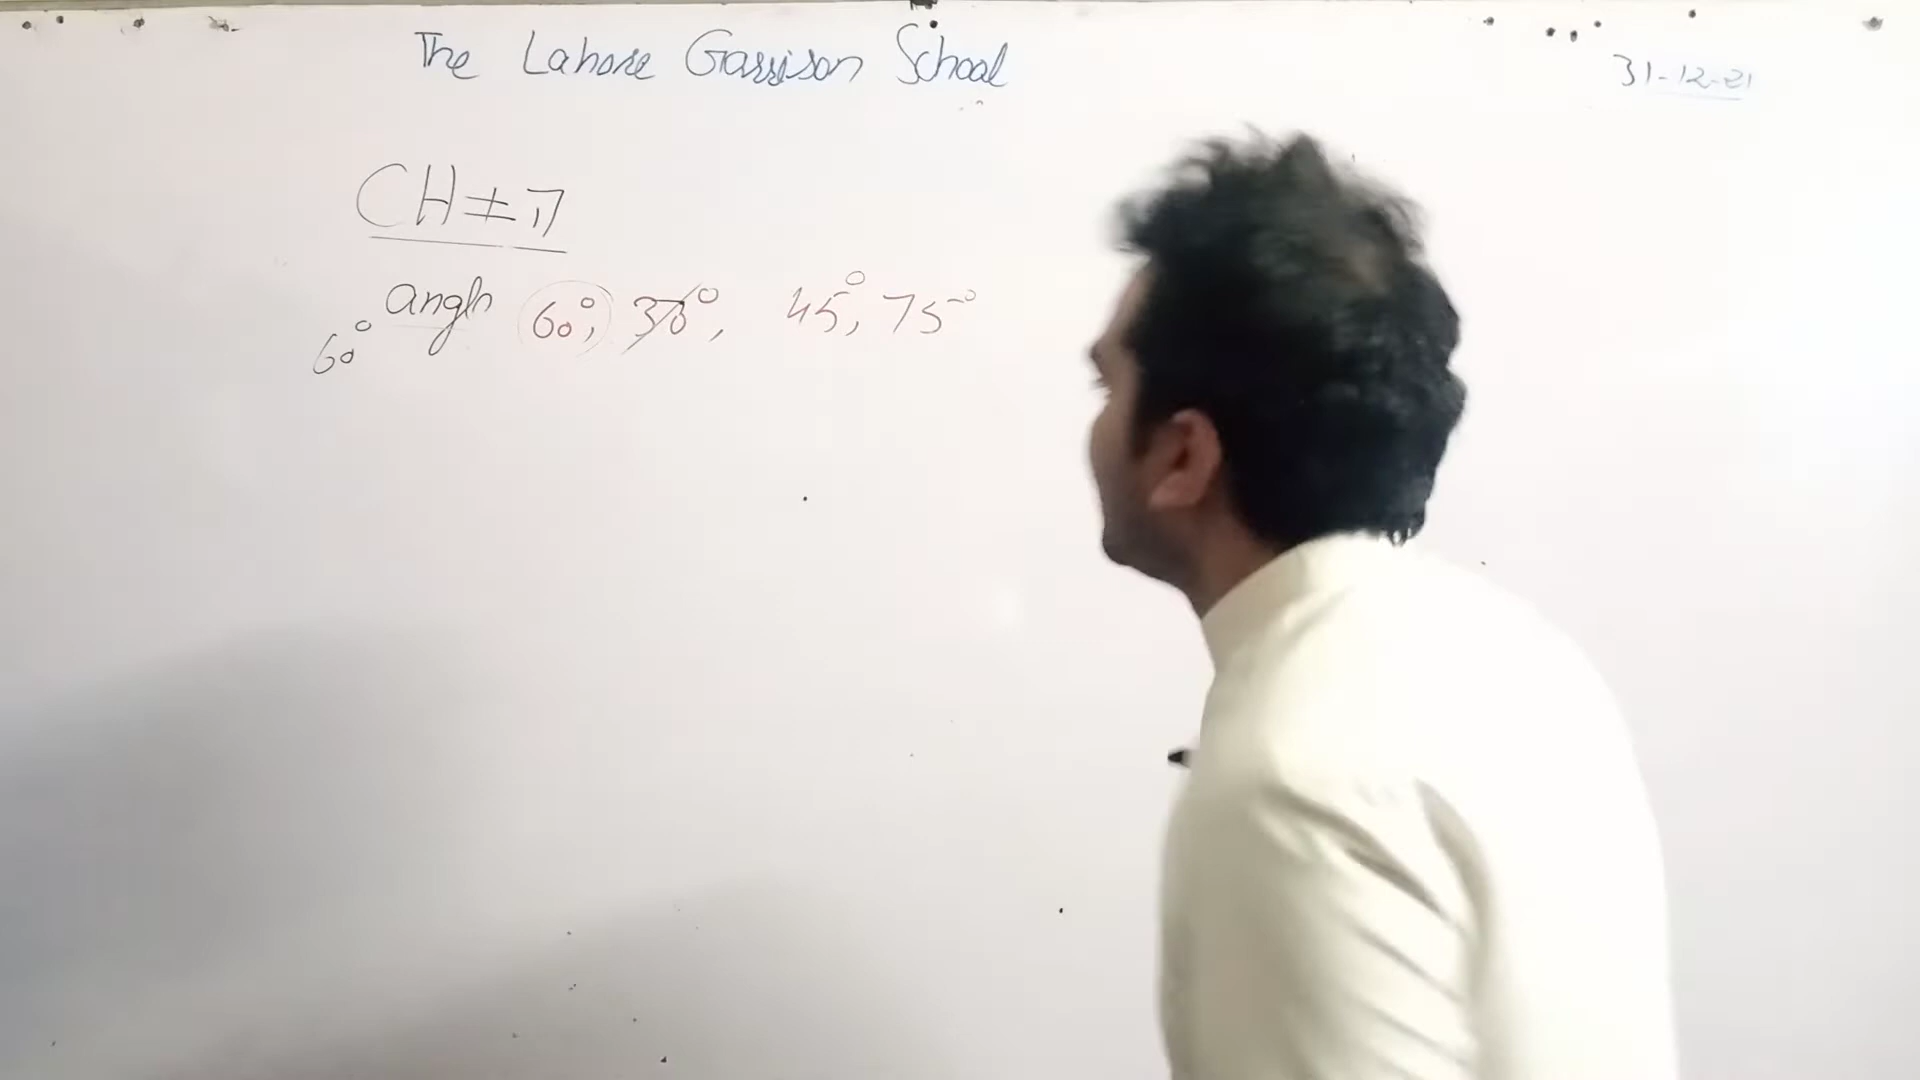 The Lahore Garrison School
31-12-21
CH # 7
angle 60°, 30°, 45°, 75°
60°